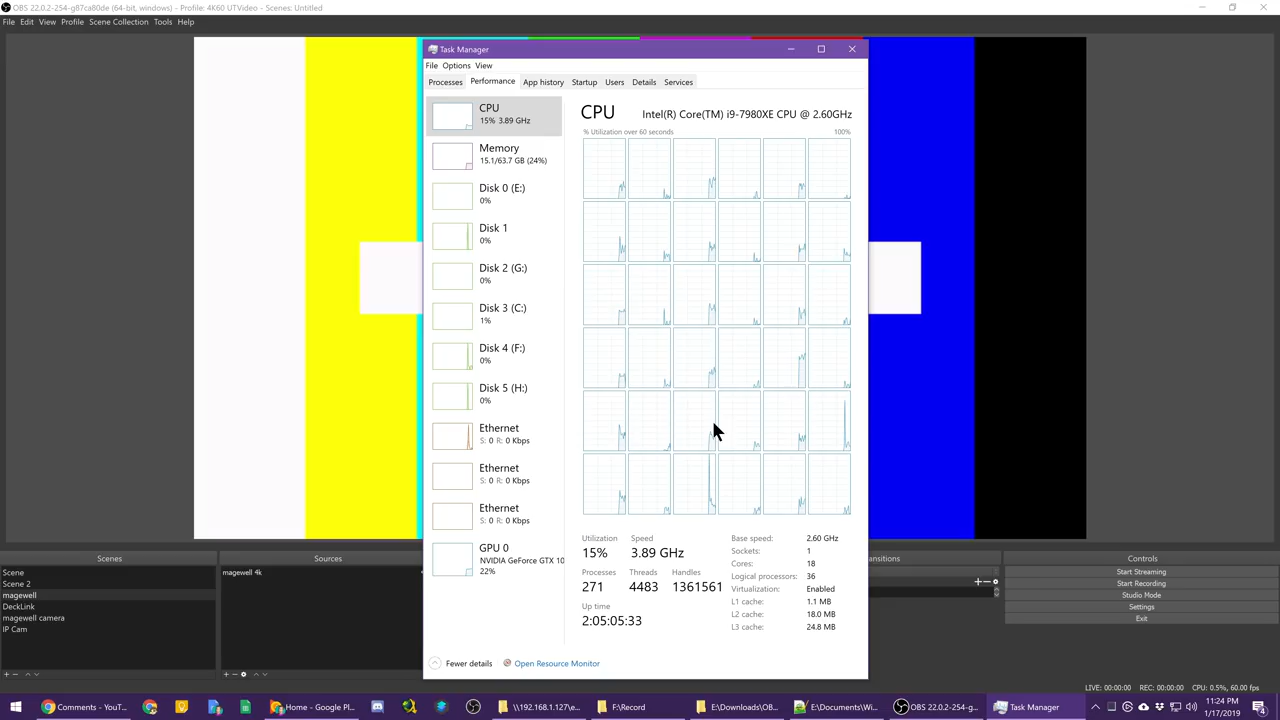 OBS 22.0.2-254-g87ca80de (64-bit, windows) - Profile: 4K60 UTVideo - Scenes: Untitled
File Edit View Profile Scene Collection Tools Help
Task Manager
File Options View
Processes Performance App history Startup Users Details Services
CPU
15% 3.89 GHz
Memory
15.1/63.7 GB (24%)
Disk 0 (E:)
0%
Disk 1
0%
Disk 2 (G:)
0%
Disk 3 (C:)
1%
Disk 4 (F:)
0%
Disk 5 (H:)
0%
Ethernet
S: 0 R: 0 Kbps
Ethernet
S: 0 R: 0 Kbps
Ethernet
S: 0 R: 0 Kbps
GPU 0
NVIDIA GeForce GTX 10
22%
CPU Intel(R) Core(TM) i9-7980XE CPU @ 2.60GHz
% Utilization over 60 seconds 100%
Utilization Speed
15% 3.89 GHz
Processes Threads Handles
271 4483 1361561
Up time
2:05:05:33
Base speed: 2.60 GHz
Sockets: 1
Cores: 18
Logical processors: 36
Virtualization: Enabled
L1 cache: 1.1 MB
L2 cache: 18.0 MB
L3 cache: 24.8 MB
Fewer details Open Resource Monitor
Scenes
Scene
Scene 2
magewell
DeckLink
magewell camera
IP Cam
Sources
magewell 4k
ansitions
Controls
Start Streaming
Start Recording
Studio Mode
Settings
Exit
LIVE: 00:00:00 REC: 00:00:00 CPU: 0.5%, 60.00 fps
Comments - YouT...
Home - Google Pl...
\\192.168.1.127\e...
F:\Record
E:\Downloads\OB...
E:\Documents\Wi...
OBS 22.0.2-254-g...
Task Manager
11:24 PM
1/17/2019
4